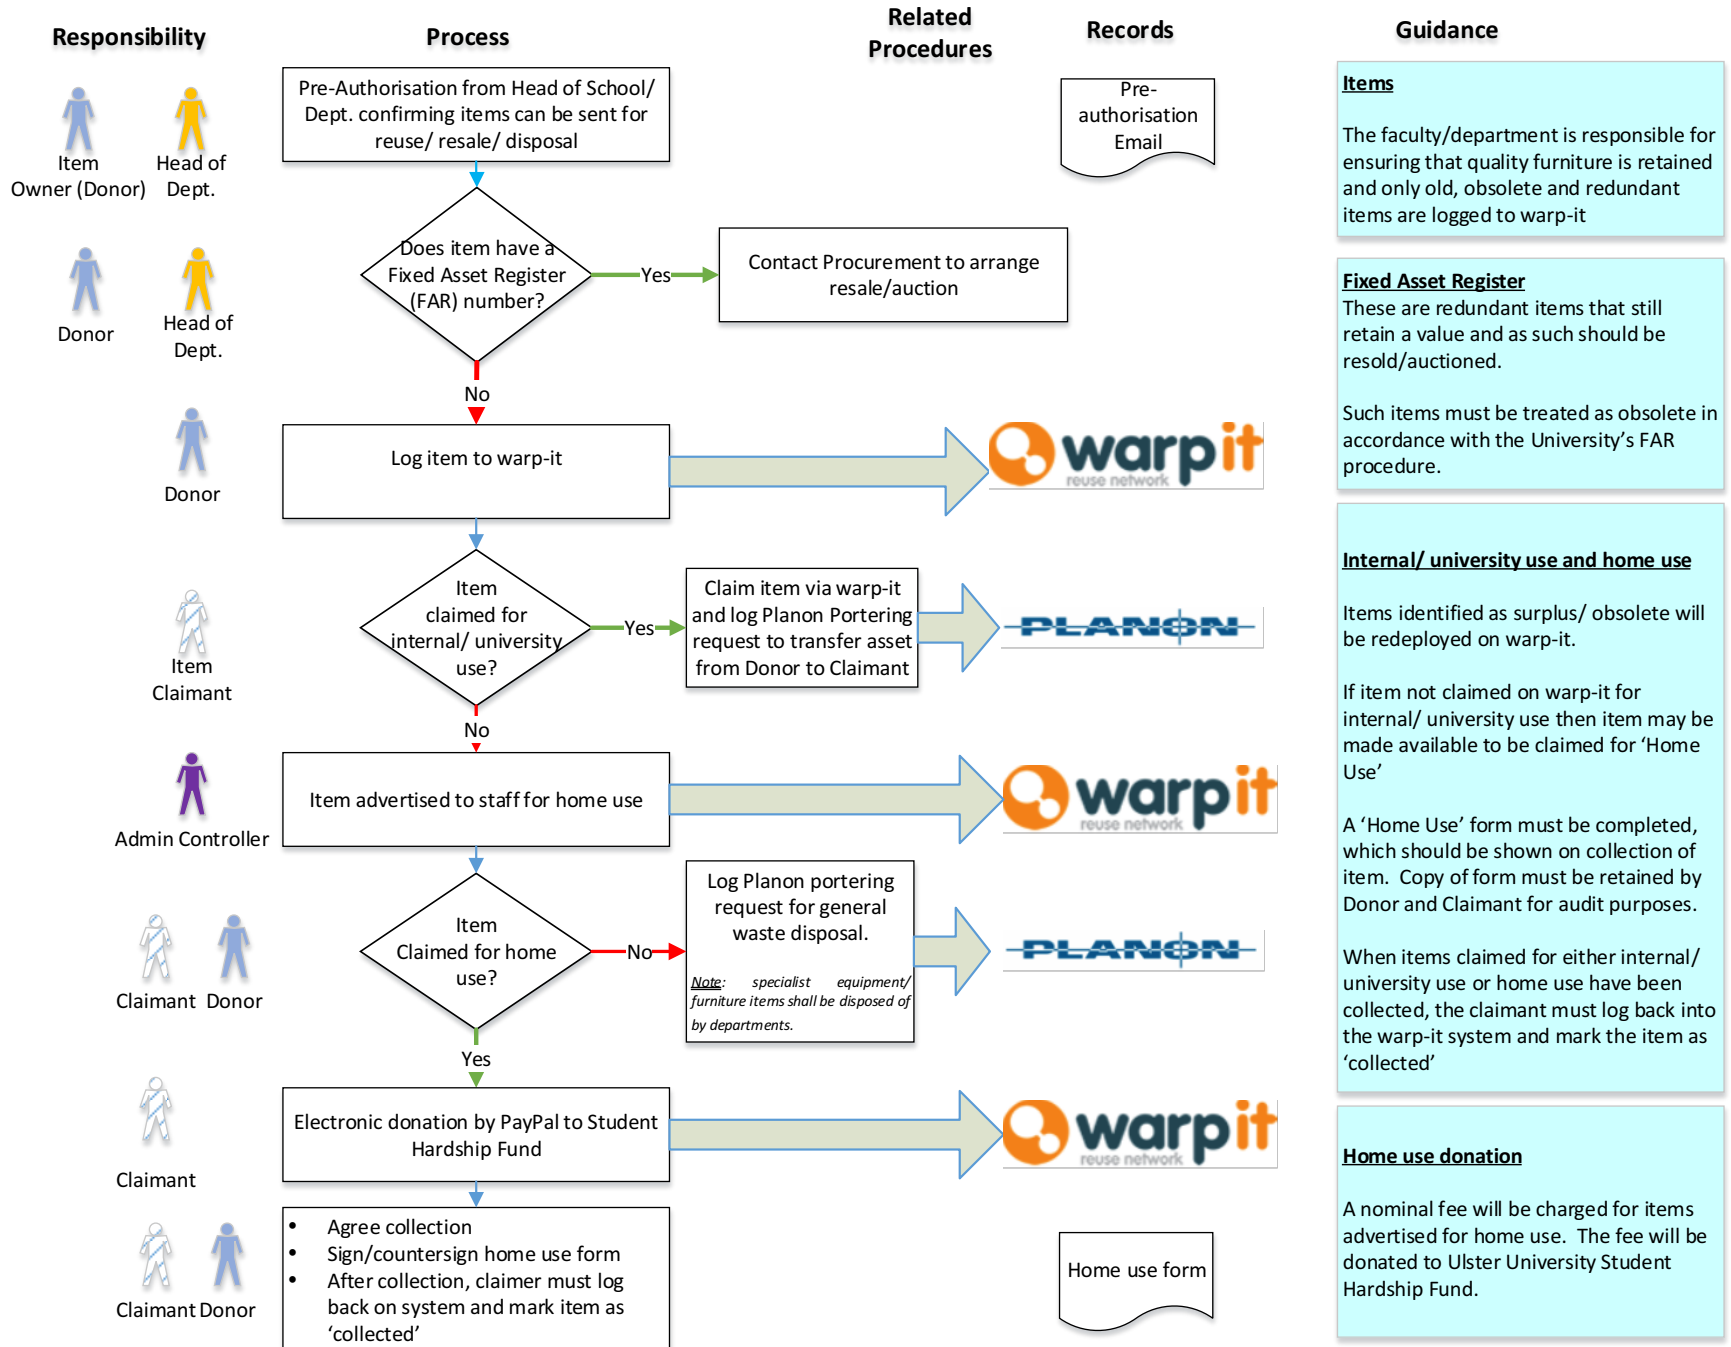 Responsibility
Process
Related
Procedures
Records
Guidance
Item
Owner (Donor)
Head of
Dept.
Pre-Authorisation from Head of School/
Dept. confirming items can be sent for
reuse/ resale/ disposal
Pre-
authorisation
Email
Items
The faculty/department is responsible for
ensuring that quality furniture is retained
and only old, obsolete and redundant
items are logged to warp-it
Donor
Head of
Dept.
Does item have a
Fixed Asset Register
(FAR) number?
Yes
Contact Procurement to arrange
resale/auction
No
Fixed Asset Register
These are redundant items that still
retain a value and as such should be
resold/auctioned.
Such items must be treated as obsolete in
accordance with the University's FAR
procedure.
Donor
Log item to warp-it
warpit
reuse network
Item
Claimant
Item
claimed for
internal/ university
use?
Yes
Claim item via warp-it
and log Planon Portering
request to transfer asset
from Donor to Claimant
PLANON
No
Internal/ university use and home use
Items identified as surplus/ obsolete will
be redeployed on warp-it.
If item not claimed on warp-it for
internal/ university use then item may be
made available to be claimed for ‘Home
Use’
A ‘Home Use’ form must be completed,
which should be shown on collection of
item.  Copy of form must be retained by
Donor and Claimant for audit purposes.
When items claimed for either internal/
university use or home use have been
collected, the claimant must log back into
the warp-it system and mark the item as
‘collected’
Admin Controller
Item advertised to staff for home use
warpit
reuse network
Claimant
Donor
Item
Claimed for home
use?
No
Log Planon portering
request for general
waste disposal.
Note: specialist equipment/
furniture items shall be disposed of
by departments.
PLANON
Yes
Claimant
Electronic donation by PayPal to Student
Hardship Fund
warpit
reuse network
Home use donation
A nominal fee will be charged for items
advertised for home use.  The fee will be
donated to Ulster University Student
Hardship Fund.
Claimant
Donor
• Agree collection
• Sign/countersign home use form
• After collection, claimer must log
back on system and mark item as
‘collected’
Home use form